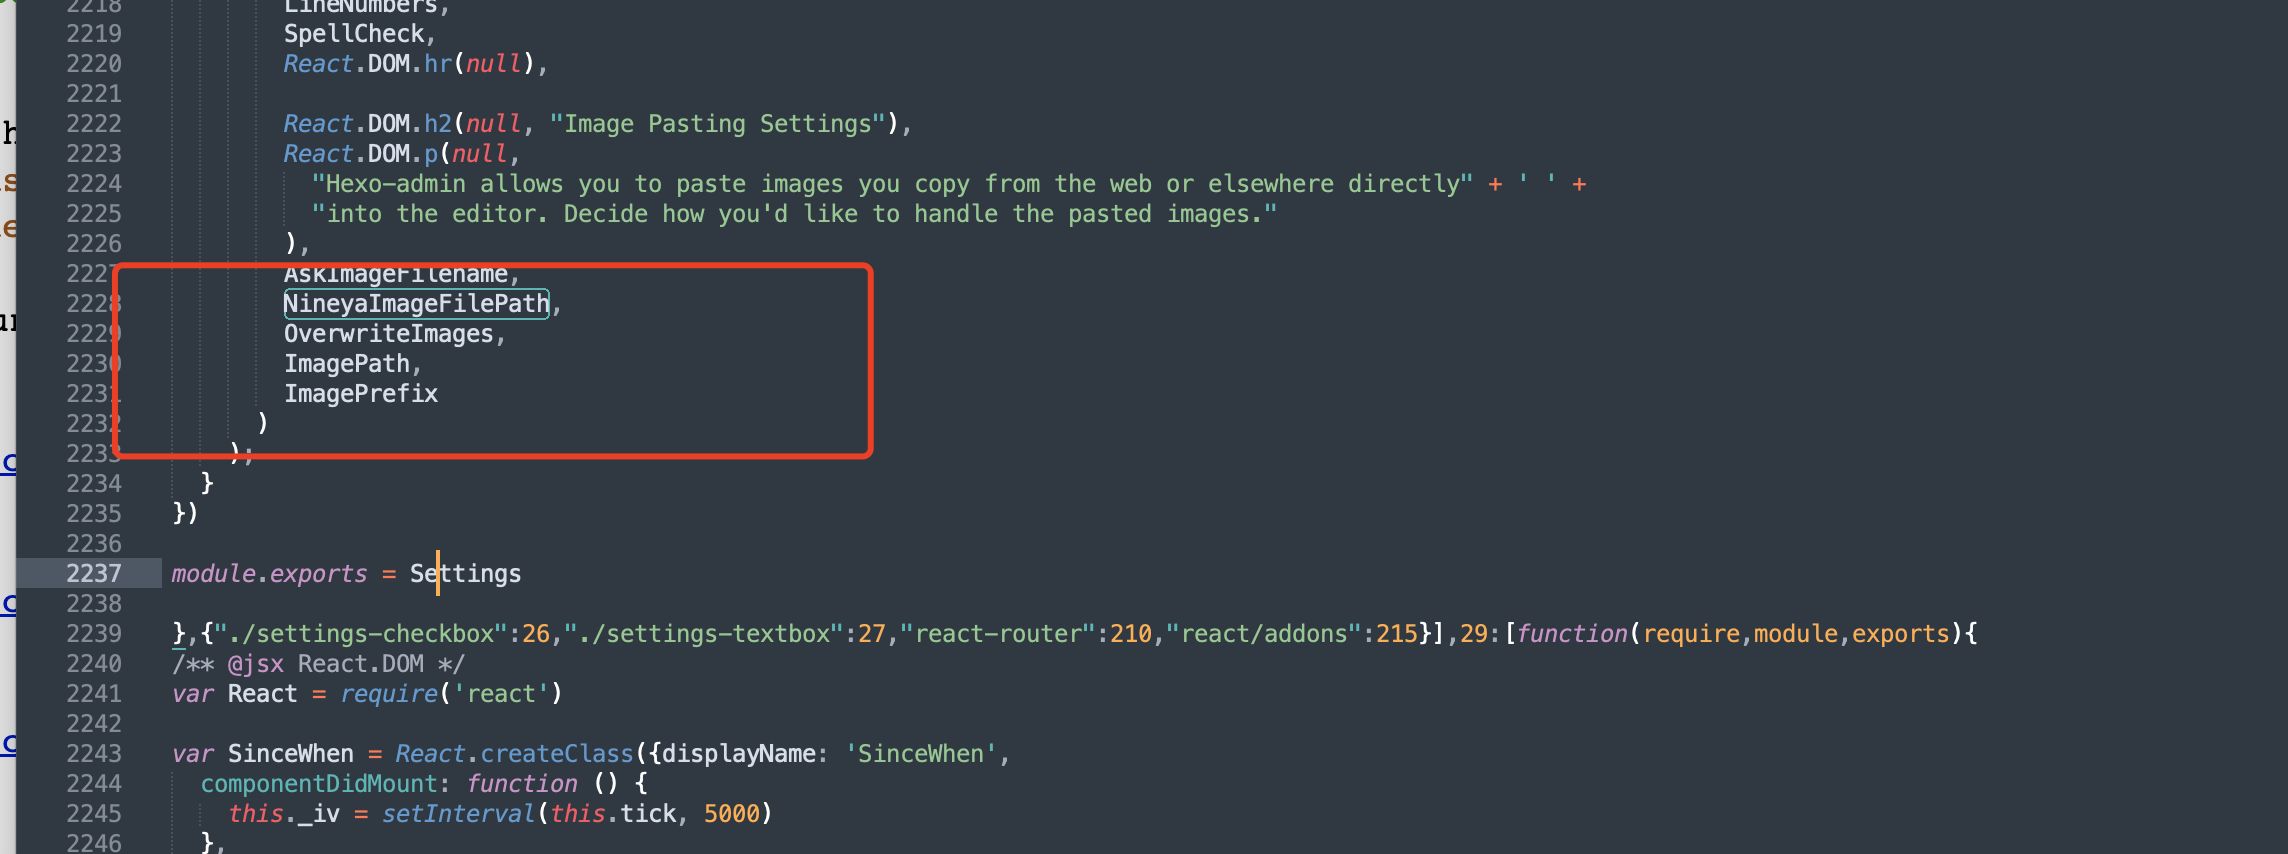 2218 LineNumbers,
2219 SpellCheck,
2220 React.DOM.hr(null),
2221
2222 React.DOM.h2(null, "Image Pasting Settings"),
2223 React.DOM.p(null,
2224 "Hexo-admin allows you to paste images you copy from the web or elsewhere directly" + ' ' +
2225 "into the editor. Decide how you'd like to handle the pasted images."
2226 ),
2227 AskImageFilename,
2228 NineyaImageFilePath,
2229 OverwriteImages,
2230 ImagePath,
2231 ImagePrefix
2232 )
2233 );
2234 }
2235 })
2236
2237 module.exports = Settings
2238
2239 },{"./settings-checkbox":26,"./settings-textbox":27,"react-router":210,"react/addons":215}],29:[function(require,module,exports){
2240 /** @jsx React.DOM */
2241 var React = require('react')
2242
2243 var SinceWhen = React.createClass({displayName: 'SinceWhen',
2244 componentDidMount: function () {
2245 this._iv = setInterval(this.tick, 5000)
2246 },